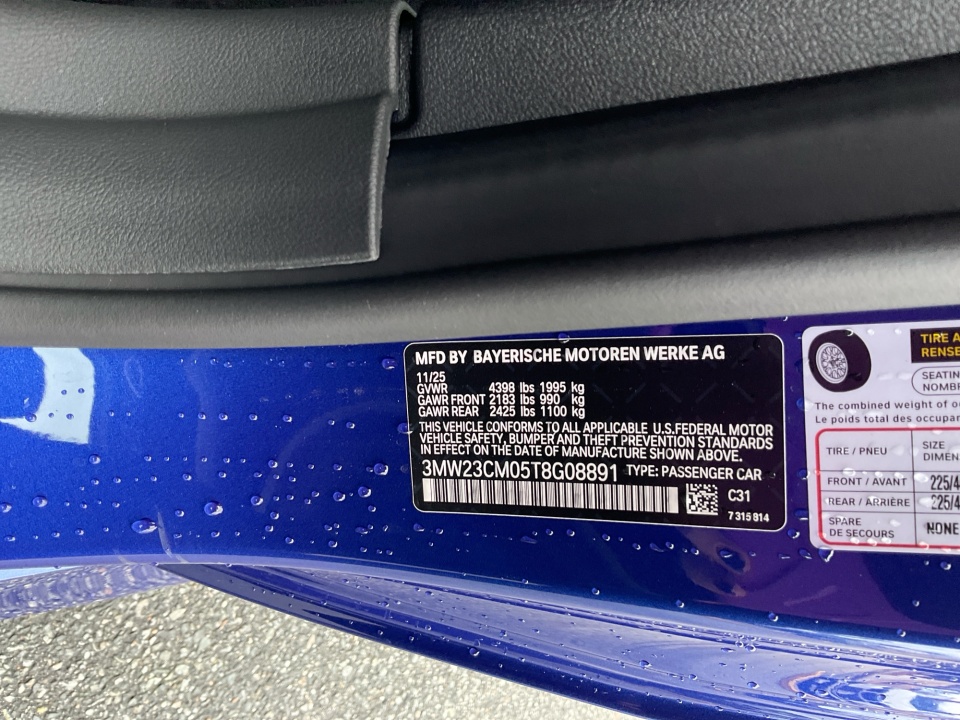 MFD BY BAYERISCHE MOTOREN WERKE AG
11/25
GVWR 4398 lbs 1995 kg
GAWR FRONT 2183 lbs 990 kg
GAWR REAR 2425 lbs 1100 kg
THIS VEHICLE CONFORMS TO ALL APPLICABLE U.S.FEDERAL MOTOR
VEHICLE SAFETY, BUMPER AND THEFT PREVENTION STANDARDS
IN EFFECT ON THE DATE OF MANUFACTURE SHOWN ABOVE.
3MW23CM05T8G08891 TYPE: PASSENGER CAR
C31
7 315 814
TIRE A
RENSE
SEATIN
NOMBR
The combined weight of oc
Le poids total des occupan
TIRE / PNEU SIZE
DIMEN
FRONT / AVANT 225/4
REAR / ARRIÈRE 225/4
SPARE
DE SECOURS NONE